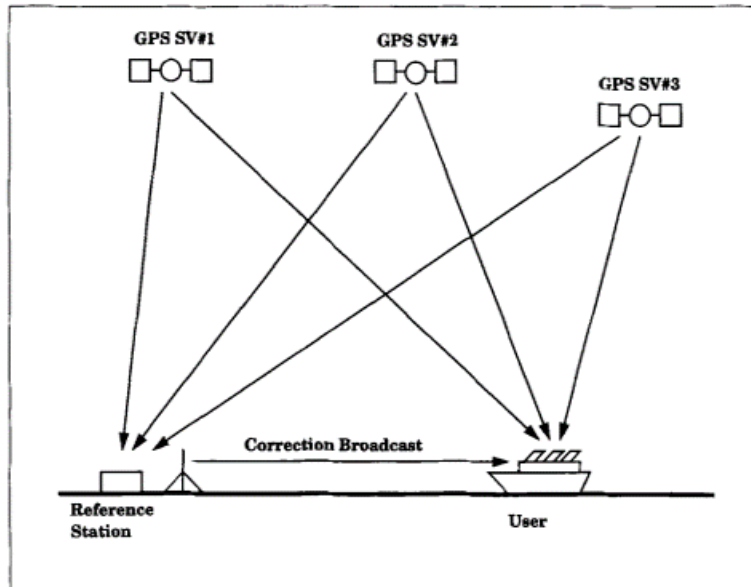 GPS SV#1
GPS SV#2
GPS SV#3
Correction Broadcast
Reference
Station
User